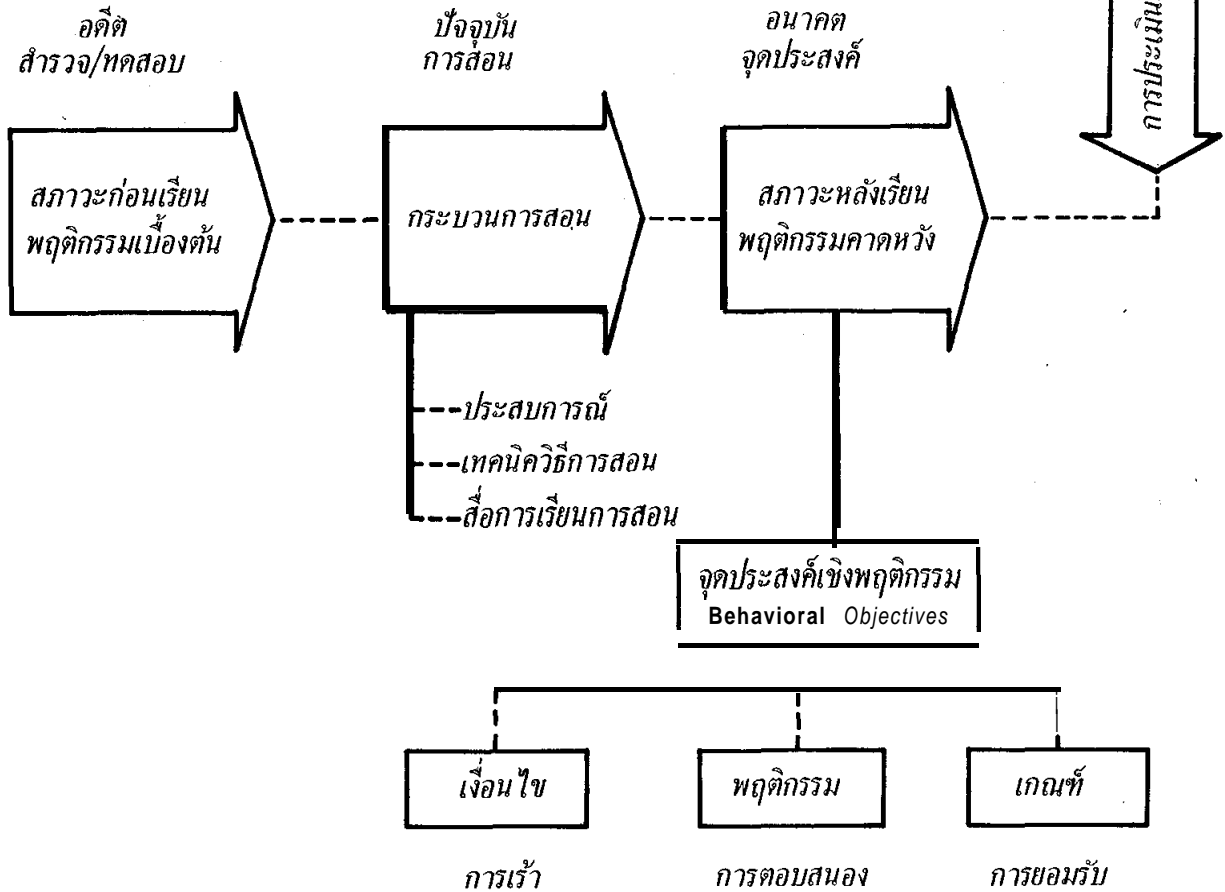 อดีต
สำรวจ/ทดสอบ
ปัจจุบัน
การสอน
อนาคต
จุดประสงค์
การประเมิน
สภาวะก่อนเรียน
พฤติกรรมเบื้องต้น
กระบวนการสอน
สภาวะหลังเรียน
พฤติกรรมคาดหวัง
ประสบการณ์
เทคนิควิธีการสอน
สื่อการเรียนการสอน
จุดประสงค์เชิงพฤติกรรม
Behavioral Objectives
เงื่อนไข
พฤติกรรม
เกณฑ์
การเร้า
การตอบสนอง
การยอมรับ